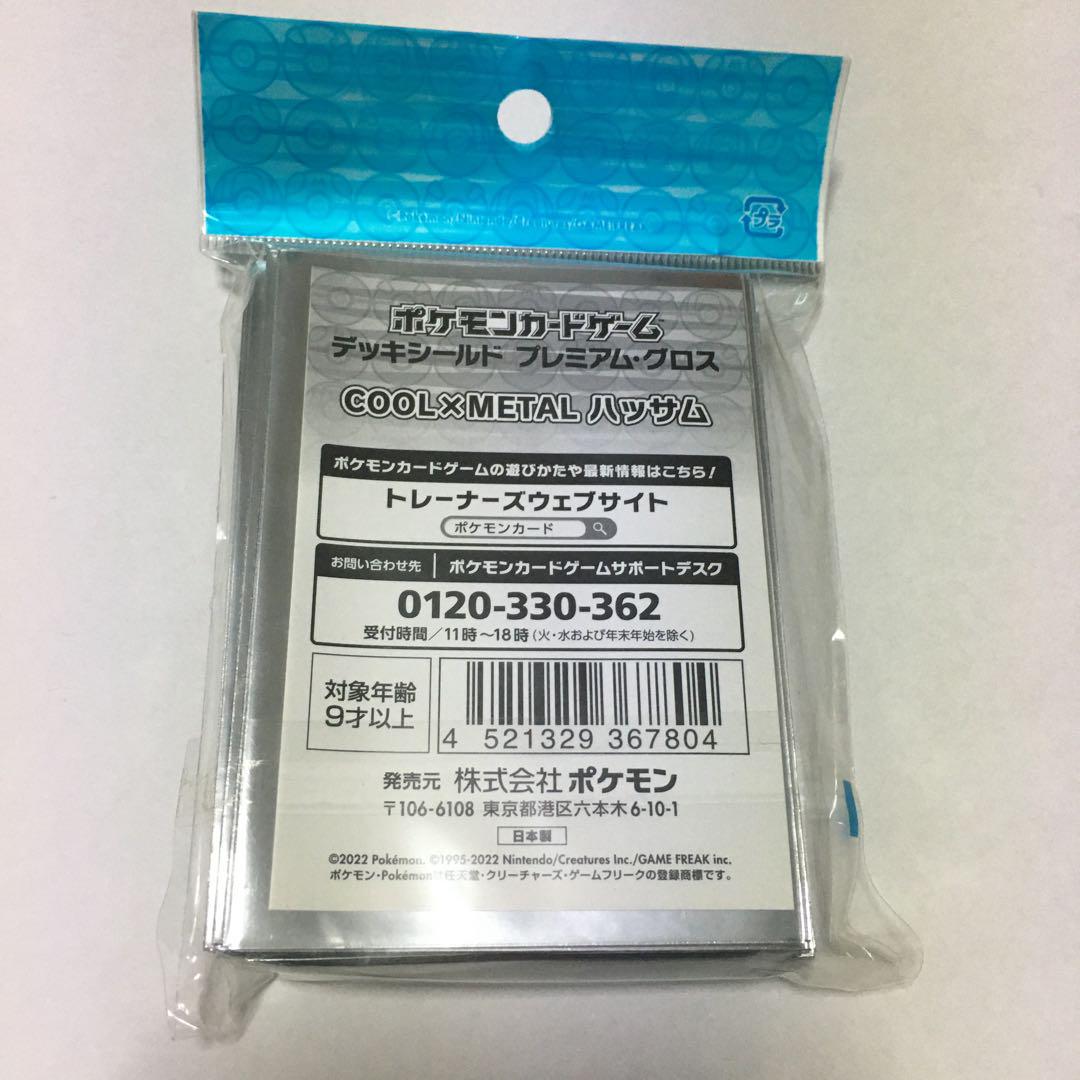 ©Pokémon/Nintendo/Creatures/GAMEFREAK
プラ
ポケモンカードゲーム™
デッキシールド プレミアム・グロス
COOL×METAL ハッサム
ポケモンカードゲームの遊びかたや最新情報はこちら!
トレーナーズウェブサイト
ポケモンカード
お問い合わせ先 ポケモンカードゲームサポートデスク
0120-330-362
受付時間/11時~18時(火・水および年末年始を除く)
対象年齢
9才以上
4 521329 367804
発売元 株式会社 ポケモン
〒106-6108 東京都港区六本木6-10-1
日本製
©2022 Pokémon. ©1995-2022 Nintendo/Creatures Inc./GAME FREAK inc.
ポケモン・Pokémonは任天堂・クリーチャーズ・ゲームフリークの登録商標です。